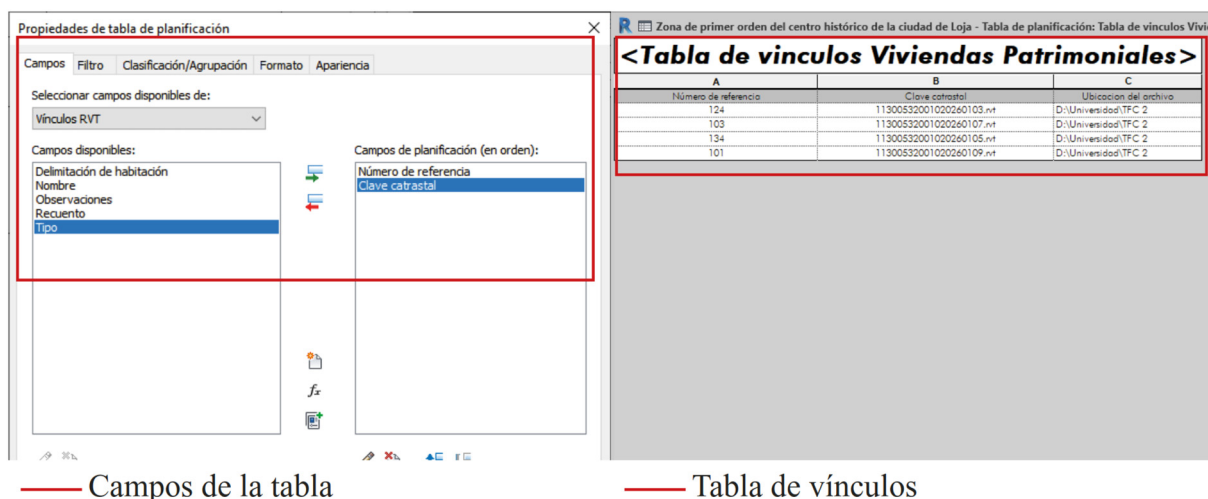 Propiedades de tabla de planificación
Campos Filtro Clasificación/Agrupación Formato Apariencia
Seleccionar campos disponibles de:
Vínculos RVT
Campos disponibles:
Delimitación de habitación
Nombre
Observaciones
Recuento
Tipo
Campos de planificación (en orden):
Número de referencia
Clave catrastal
fx
R Zona de primer orden del centro histórico de la ciudad de Loja - Tabla de planificación: Tabla de vinculos Vivi
<Tabla de vinculos Viviendas Patrimoniales>
A B C
Número de referencia Clave catrastal Ubicacion del archivo
124 11300532001020260103.rvt D:\Universidad\TFC 2
103 11300532001020260107.rvt D:\Universidad\TFC 2
134 11300532001020260105.rvt D:\Universidad\TFC 2
101 11300532001020260109.rvt D:\Universidad\TFC 2
Campos de la tabla
Tabla de vínculos